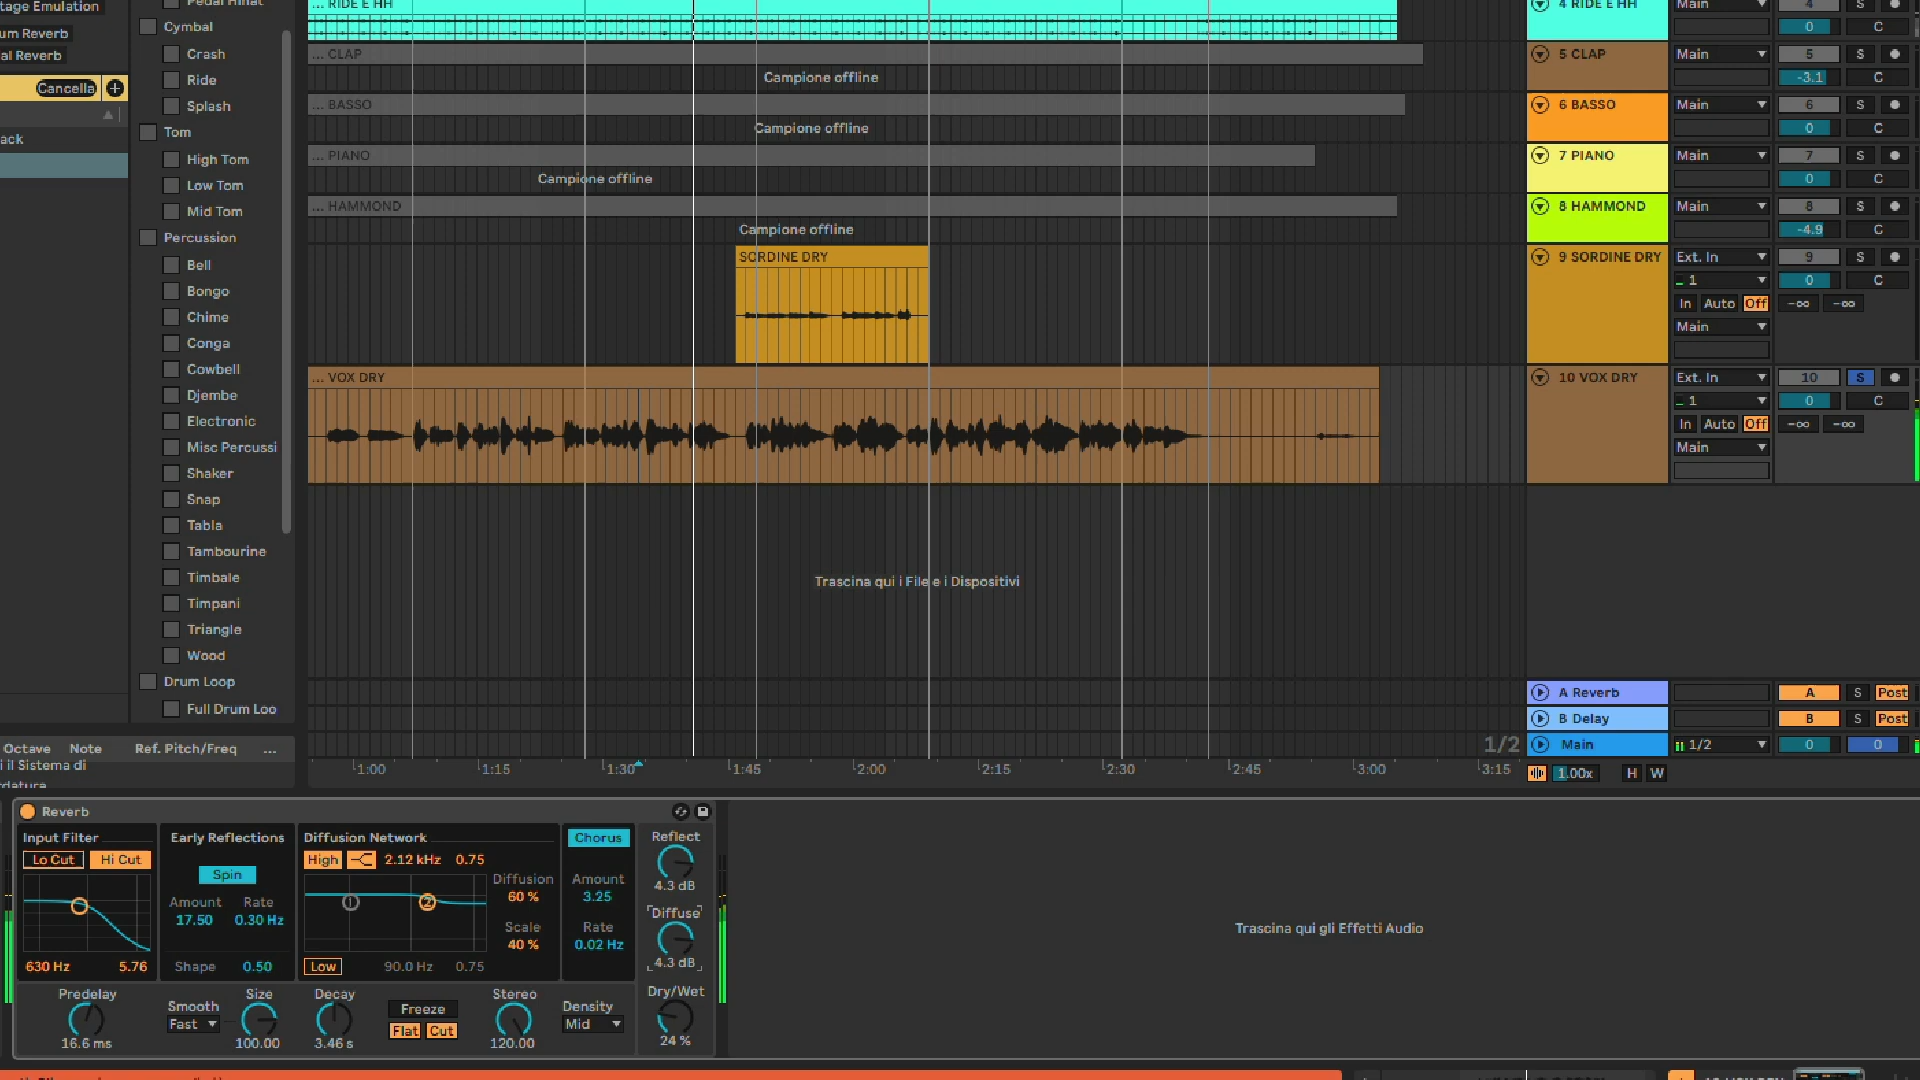 tage Emulation
um Reverb
al Reverb
Cancella
ack
Cymbal
Crash
Ride
Splash
Tom
High Tom
Low Tom
Mid Tom
Percussion
Bell
Bongo
Chime
Conga
Cowbell
Djembe
Electronic
Misc Percussi
Shaker
Snap
Tabla
Tambourine
Timbale
Timpani
Triangle
Wood
Drum Loop
Full Drum Loo
Octave Note Ref. Pitch/Freq ...
i il Sistema di
... RIDE E HH
... CLAP
Campione offline
... BASSO
Campione offline
... PIANO
Campione offline
... HAMMOND
Campione offline
SORDINE DRY
... VOX DRY
Trascina qui i File e i Dispositivi
1/2
1:00 1:15 1:30 1:45 2:00 2:15 2:30 2:45 3:00 3:15
4 RIDE E HH Main 4 S
0 C
5 CLAP Main 5 S
-3.1 C
6 BASSO Main 6 S
0 C
7 PIANO Main 7 S
0 C
8 HAMMOND Main 8 S
-4.9 C
9 SORDINE DRY Ext. In 9 S
1 0 C
In Auto Off -∞ -∞
Main
10 VOX DRY Ext. In 10 S
1 0 C
In Auto Off -∞ -∞
Main
A Reverb A S Post
B Delay B S Post
Main 1/2 0 0
1.00x H W
Reverb
Input Filter
Lo Cut Hi Cut
630 Hz 5.76
Early Reflections
Spin
Amount Rate
17.50 0.30 Hz
Shape 0.50
Diffusion Network
High 2.12 kHz 0.75
1 2
Diffusion
60 %
Scale
40 %
Low 90.0 Hz 0.75
Chorus
Amount
3.25
Rate
0.02 Hz
Reflect
4.3 dB
Diffuse
4.3 dB
Dry/Wet
24 %
Predelay
16.6 ms
Smooth
Fast
Size
100.00
Decay
3.46 s
Freeze
Flat Cut
Stereo
120.00
Density
Mid
Trascina qui gli Effetti Audio